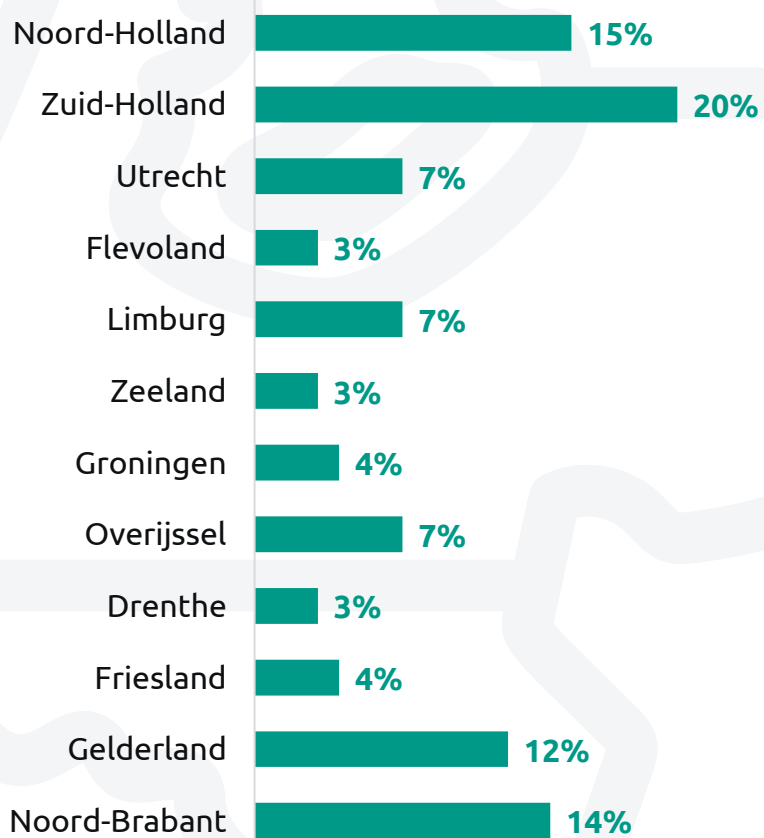 Noord-Holland 15%
Zuid-Holland 20%
Utrecht 7%
Flevoland 3%
Limburg 7%
Zeeland 3%
Groningen 4%
Overijssel 7%
Drenthe 3%
Friesland 4%
Gelderland 12%
Noord-Brabant 14%